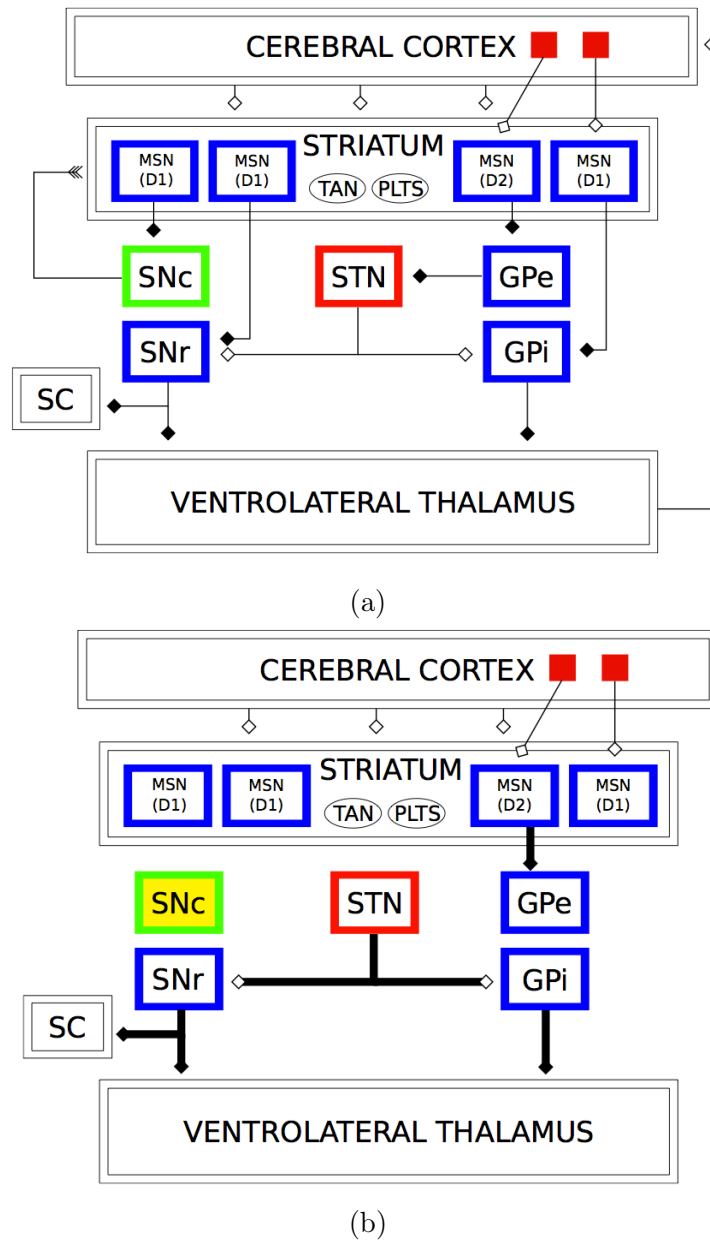 CEREBRAL CORTEX
STRIATUM
MSN (D1)
MSN (D1)
MSN (D2)
MSN (D1)
TAN
PLTS
SNc
STN
GPe
SNr
GPi
SC
VENTROLATERAL THALAMUS
(a)
CEREBRAL CORTEX
STRIATUM
MSN (D1)
MSN (D1)
MSN (D2)
MSN (D1)
TAN
PLTS
SNc
STN
GPe
SNr
GPi
SC
VENTROLATERAL THALAMUS
(b)